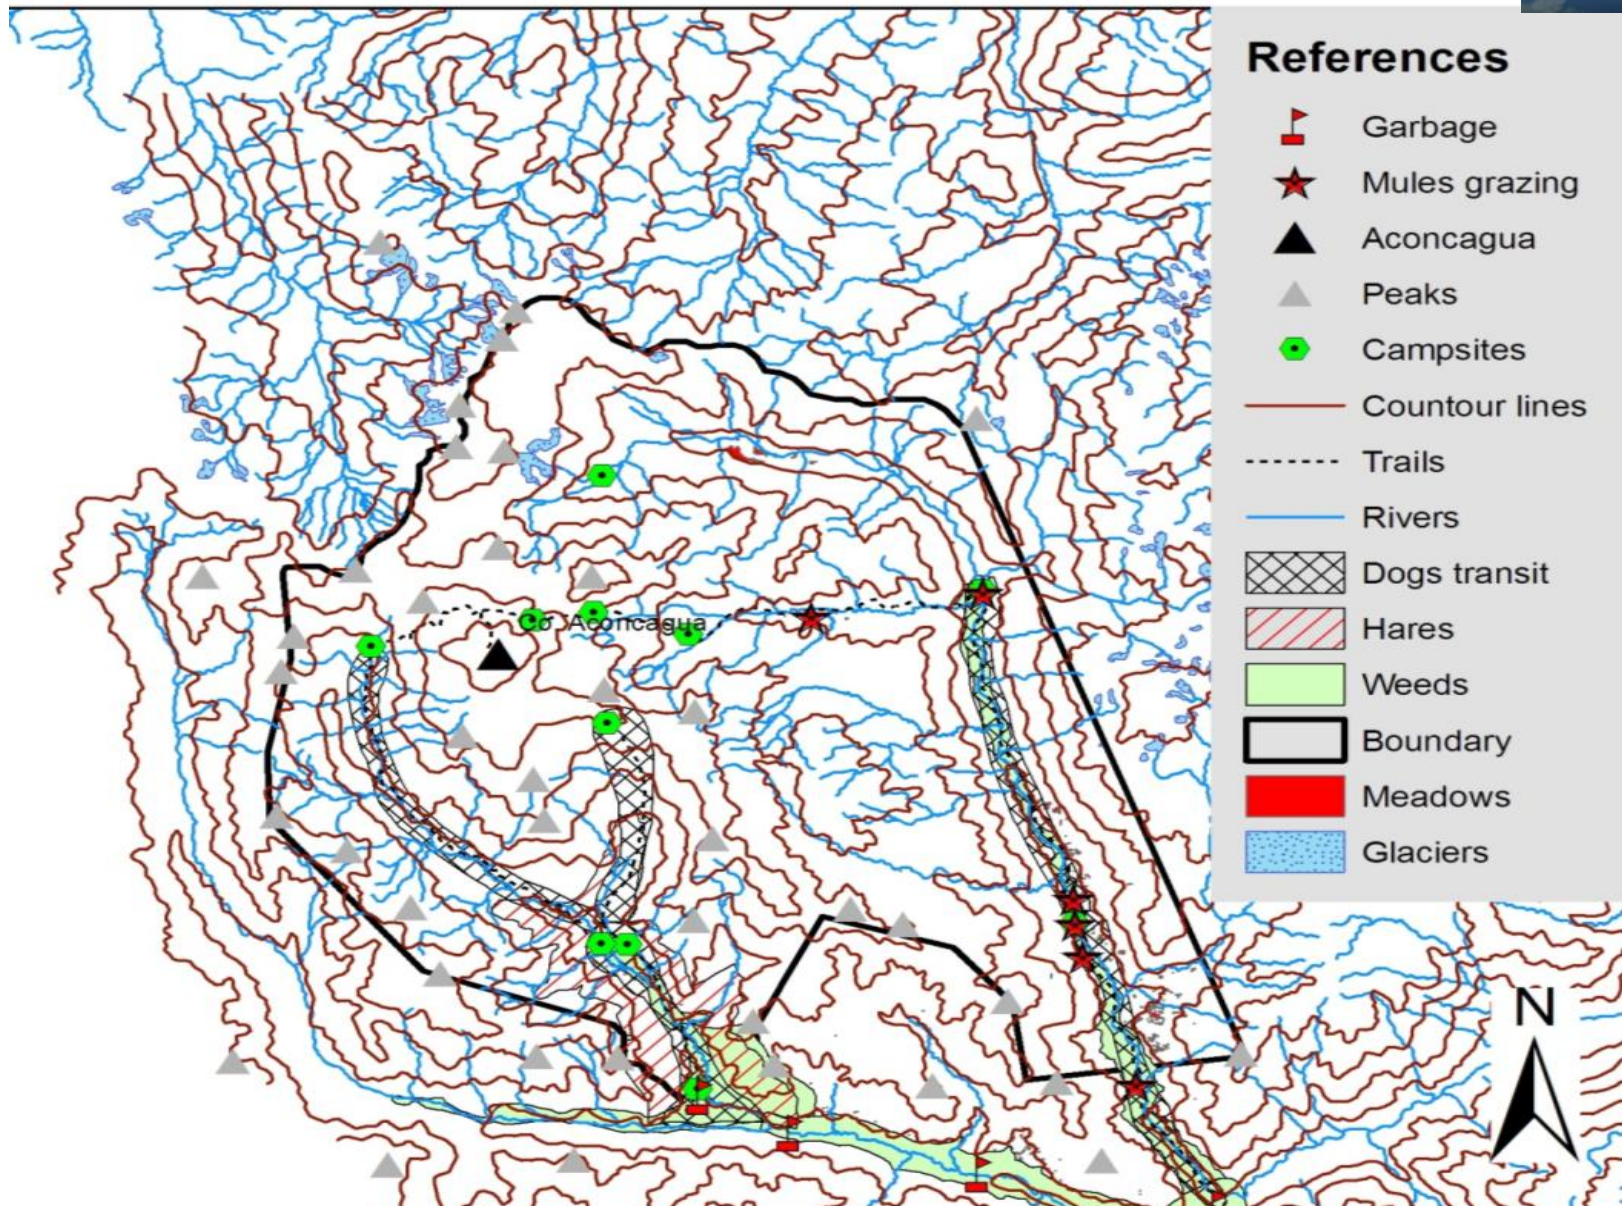 References
Garbage
Mules grazing
Aconcagua
Peaks
Campsites
Countour lines
Trails
Rivers
Dogs transit
Hares
Weeds
Boundary
Meadows
Glaciers
Co. Aconcagua
N